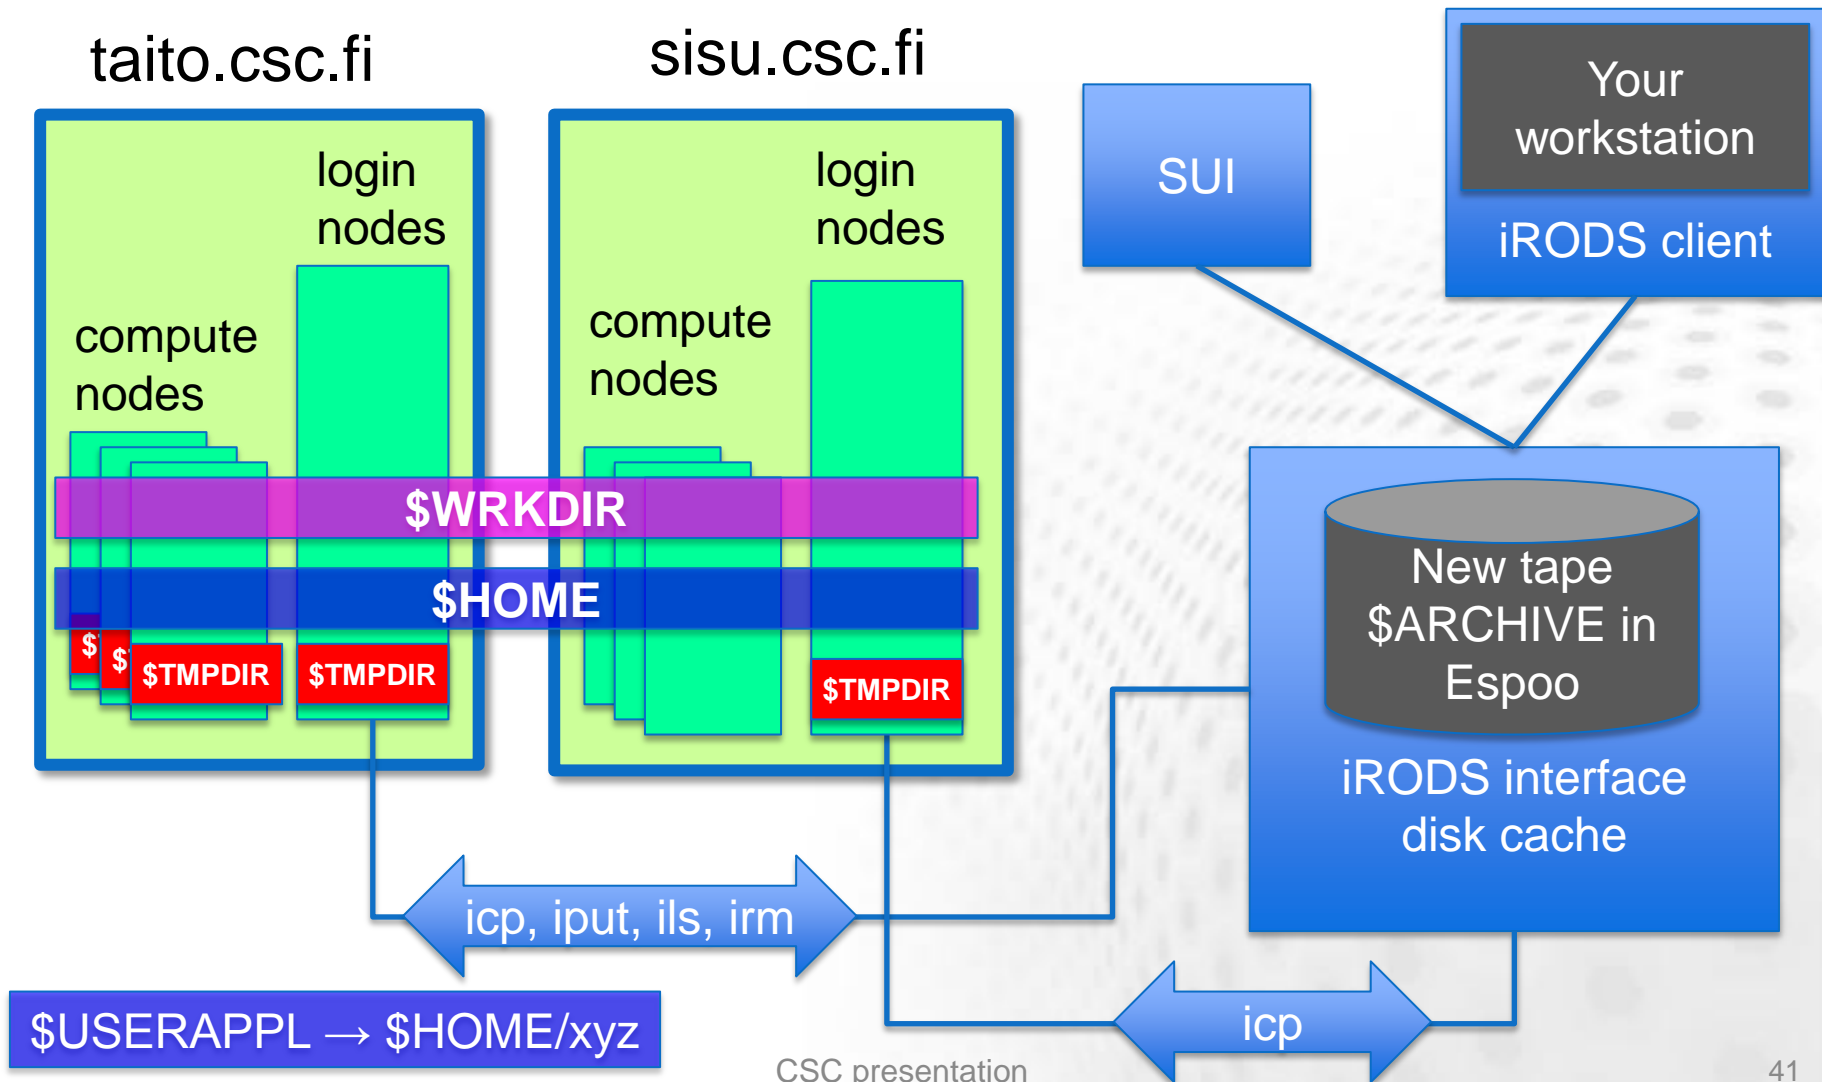 taito.csc.fi
sisu.csc.fi
login
nodes
compute
nodes
login
nodes
compute
nodes
SUI
Your
workstation
iRODS client
$WRKDIR
$HOME
$
$
$TMPDIR
$TMPDIR
$TMPDIR
New tape
$ARCHIVE in
Espoo
iRODS interface
disk cache
icp, iput, ils, irm
icp
$USERAPPL → $HOME/xyz
CSC presentation
41